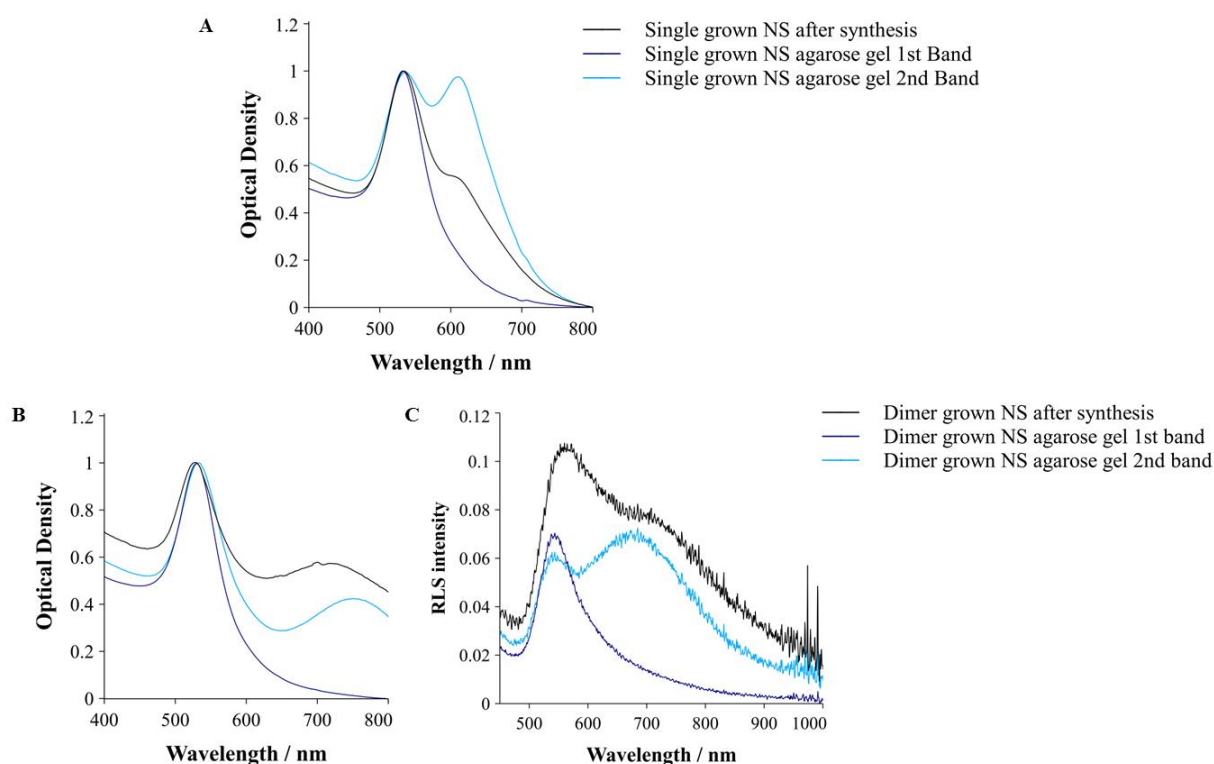 A
Optical Density
1.2
1
0.8
0.6
0.4
0.2
0
400 500 600 700 800
Wavelength / nm
Single grown NS after synthesis
Single grown NS agarose gel 1st Band
Single grown NS agarose gel 2nd Band
B
Optical Density
1.2
1
0.8
0.6
0.4
0.2
0
400 500 600 700 800
Wavelength / nm
C
RLS intensity
0.12
0.1
0.08
0.06
0.04
0.02
0
500 600 700 800 900 1000
Wavelength / nm
Dimer grown NS after synthesis
Dimer grown NS agarose gel 1st band
Dimer grown NS agarose gel 2nd band